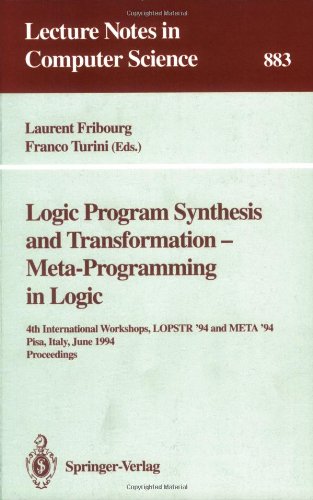 Lecture Notes in
Computer Science 883
Laurent Fribourg
Franco Turini (Eds.)
Logic Program Synthesis
and Transformation –
Meta-Programming
in Logic
4th International Workshops, LOPSTR '94 and META '94
Pisa, Italy, June 1994
Proceedings
Springer-Verlag